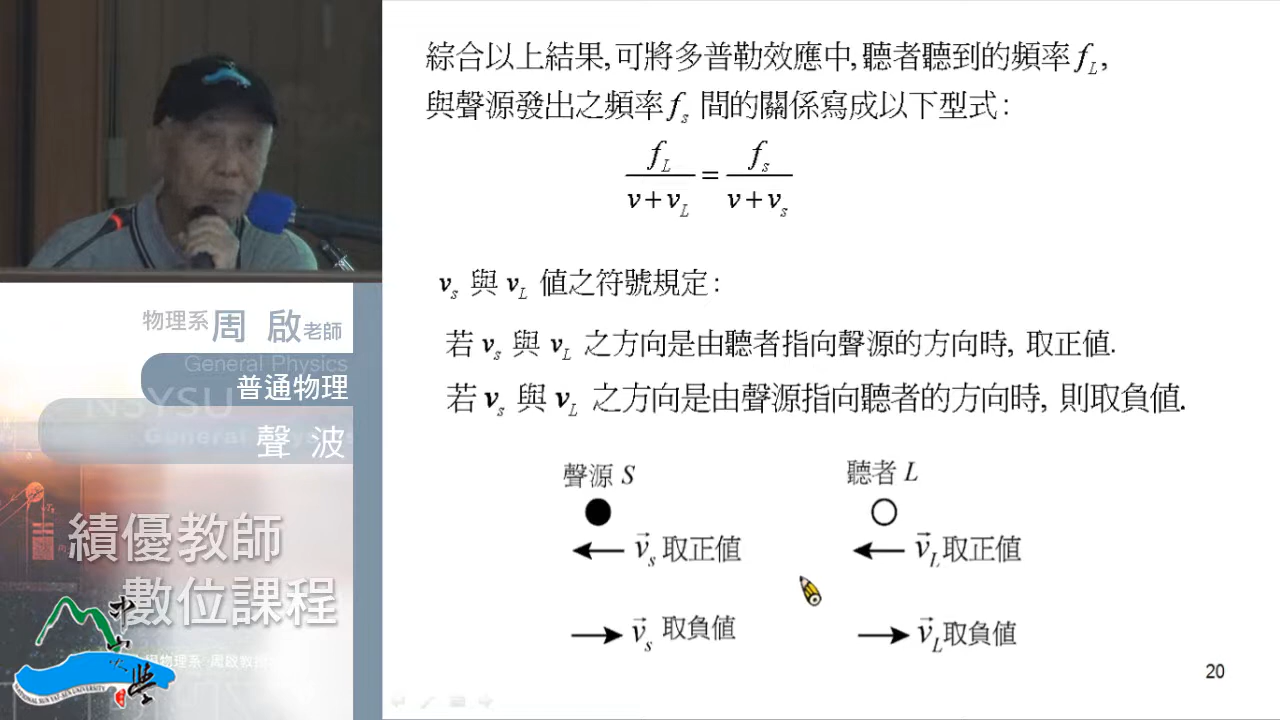 綜合以上結果,可將多普勒效應中,聽者聽到的頻率 f_L,
與聲源發出之頻率 f_s 間的關係寫成以下型式:
f_L / (v+v_L) = f_s / (v+v_s)
v_s 與 v_L 值之符號規定:
若 v_s 與 v_L 之方向是由聽者指向聲源的方向時, 取正值.
若 v_s 與 v_L 之方向是由聲源指向聽者的方向時, 則取負值.
聲源 S
聽者 L
v_s 取正值
v_L 取正值
v_s 取負值
v_L 取負值
20
物理系 周 啟 老師
General Physics
普通物理
NSYSU
General
聲 波
績優教師
數位課程